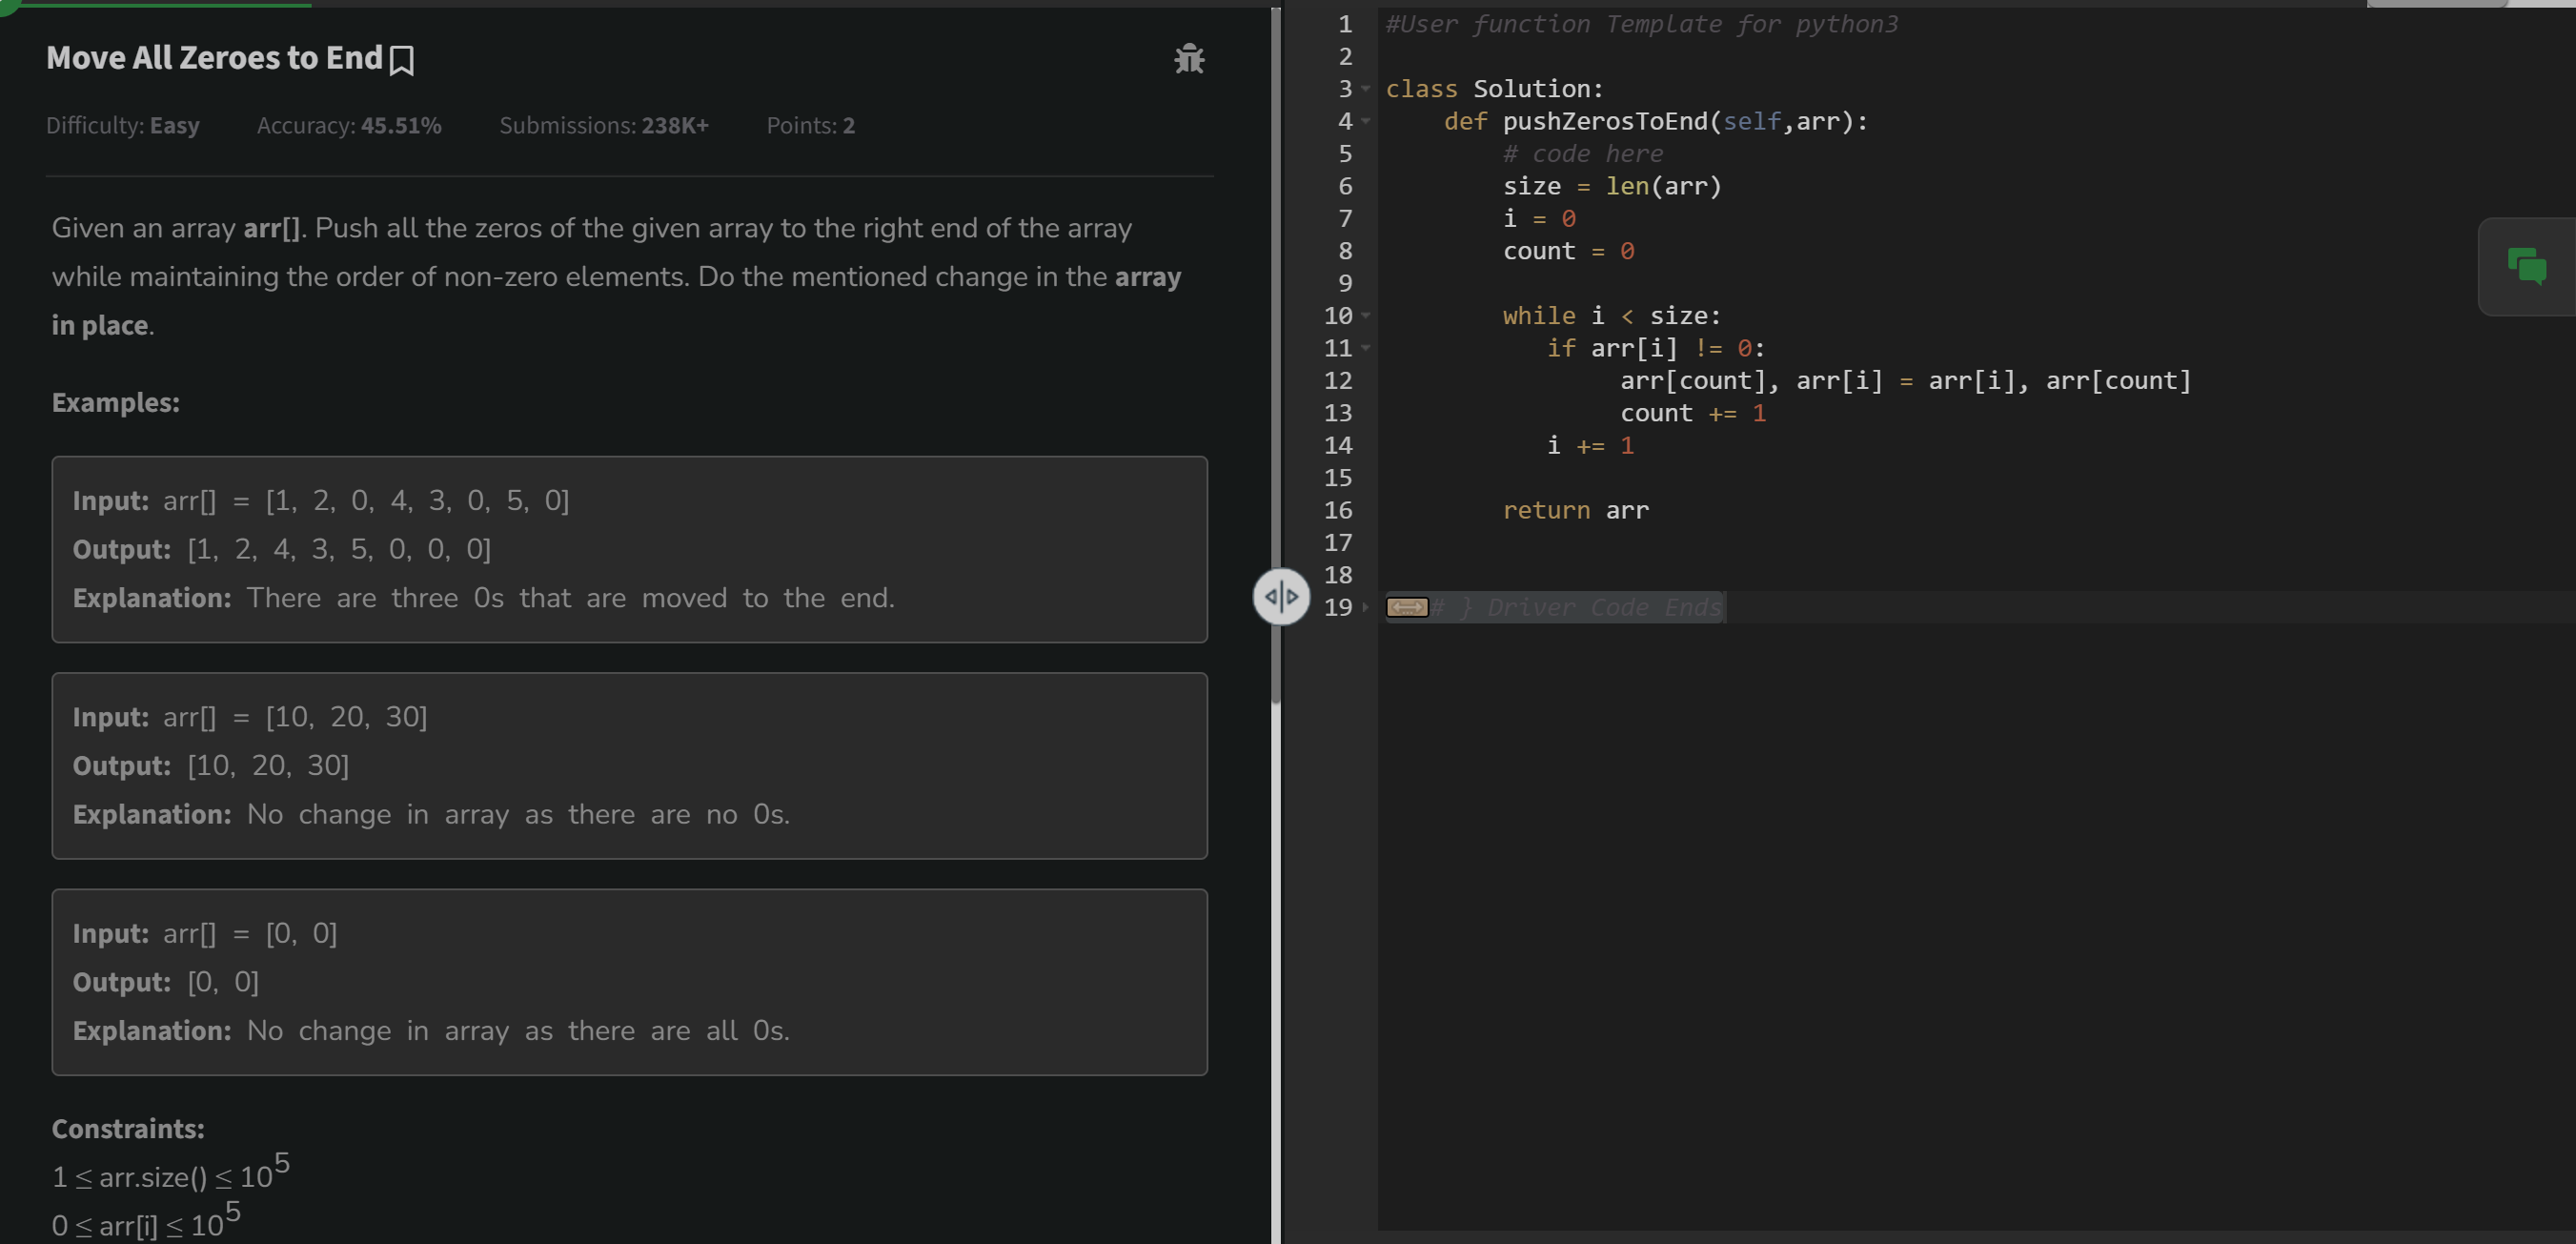 Move All Zeroes to End
Difficulty: Easy Accuracy: 45.51% Submissions: 238K+ Points: 2
Given an array arr[]. Push all the zeros of the given array to the right end of the array
while maintaining the order of non-zero elements. Do the mentioned change in the array
in place.
Examples:
Input: arr[] = [1, 2, 0, 4, 3, 0, 5, 0]
Output: [1, 2, 4, 3, 5, 0, 0, 0]
Explanation: There are three 0s that are moved to the end.
Input: arr[] = [10, 20, 30]
Output: [10, 20, 30]
Explanation: No change in array as there are no 0s.
Input: arr[] = [0, 0]
Output: [0, 0]
Explanation: No change in array as there are all 0s.
Constraints:
1 ≤ arr.size() ≤ 10^5
0 ≤ arr[i] ≤ 10^5
1 #User function Template for python3
2
3 class Solution:
4     def pushZerosToEnd(self,arr):
5         # code here
6         size = len(arr)
7         i = 0
8         count = 0
9
10         while i < size:
11            if arr[i] != 0:
12                 arr[count], arr[i] = arr[i], arr[count]
13                 count += 1
14            i += 1
15
16         return arr
17
18
19 # } Driver Code Ends